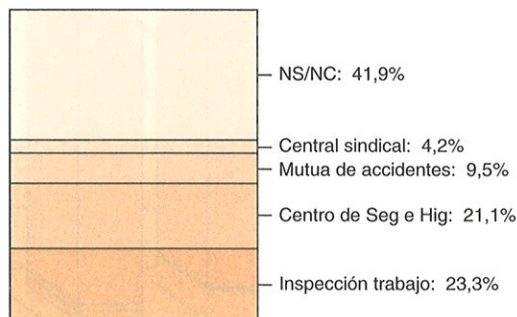 NS/NC: 41,9%
Central sindical: 4,2%
Mutua de accidentes: 9,5%
Centro de Seg e Hig: 21,1%
Inspección trabajo: 23,3%